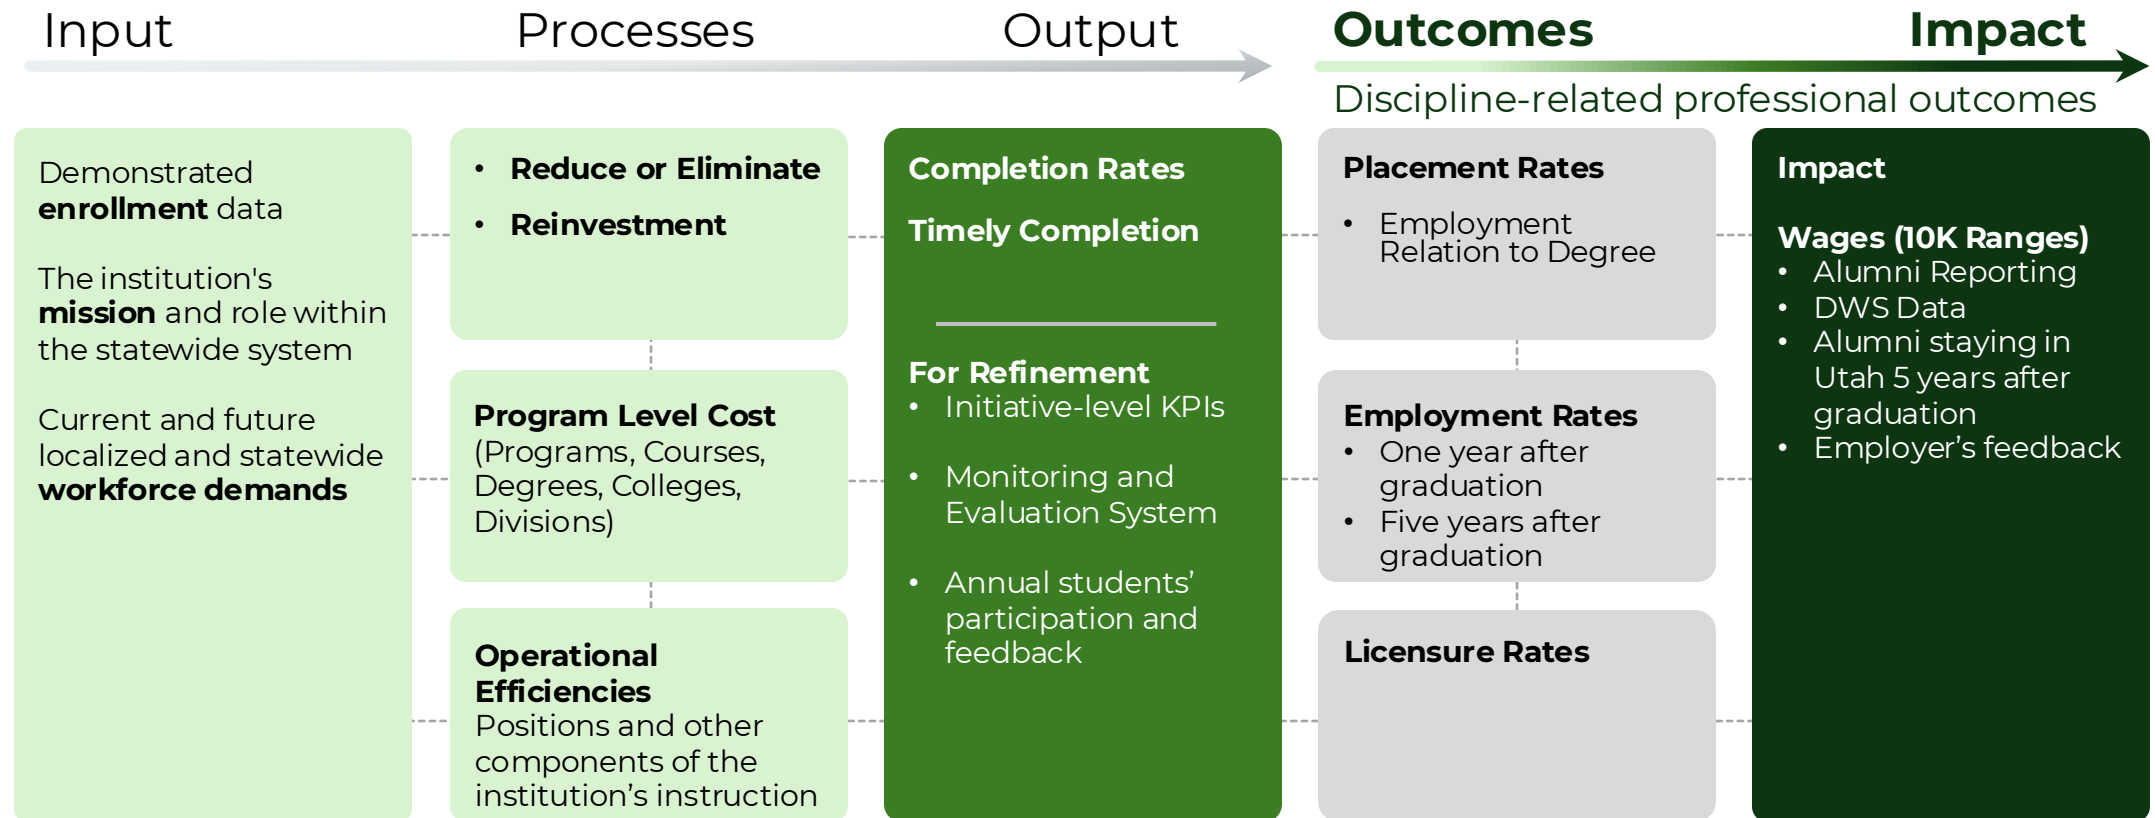 Input
Processes
Output
Outcomes
Impact
Discipline-related professional outcomes
Demonstrated
enrollment data
The institution's
mission and role within
the statewide system
Current and future
localized and statewide
workforce demands
• Reduce or Eliminate
• Reinvestment
Program Level Cost
(Programs, Courses,
Degrees, Colleges,
Divisions)
Operational
Efficiencies
Positions and other
components of the
institution’s instruction
Completion Rates
Timely Completion
For Refinement
• Initiative-level KPIs
• Monitoring and
Evaluation System
• Annual students’
participation and
feedback
Placement Rates
• Employment
Relation to Degree
Employment Rates
• One year after
graduation
• Five years after
graduation
Licensure Rates
Impact
Wages (10K Ranges)
• Alumni Reporting
• DWS Data
• Alumni staying in
Utah 5 years after
graduation
• Employer’s feedback